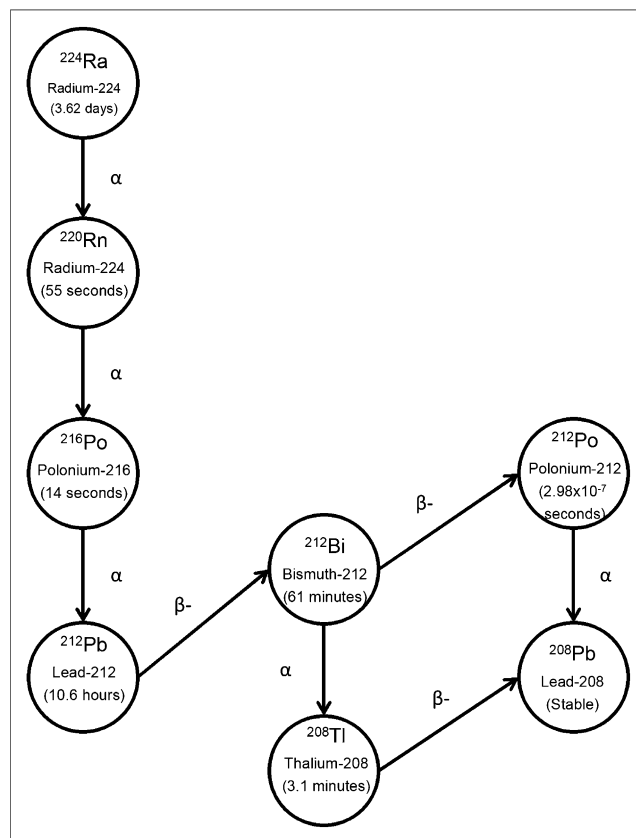 ²²⁴Ra
Radium-224
(3.62 days)
α
²²⁰Rn
Radium-224
(55 seconds)
α
²¹⁶Po
Polonium-216
(14 seconds)
α
²¹²Pb
Lead-212
(10.6 hours)
β-
²¹²Bi
Bismuth-212
(61 minutes)
β-
²¹²Po
Polonium-212
(2.98x10⁻⁷
seconds)
α
α
²⁰⁸Tl
Thalium-208
(3.1 minutes)
β-
²⁰⁸Pb
Lead-208
(Stable)